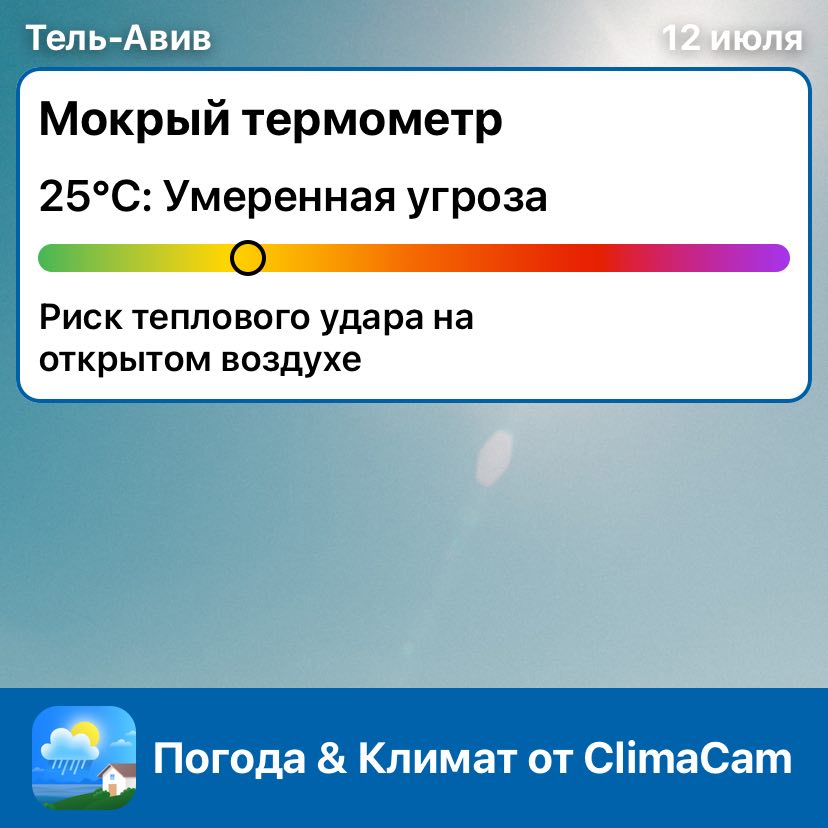 Тель-Авив
12 июля
Мокрый термометр
25°C: Умеренная угроза
Риск теплового удара на
открытом воздухе
Погода & Климат от ClimaCam